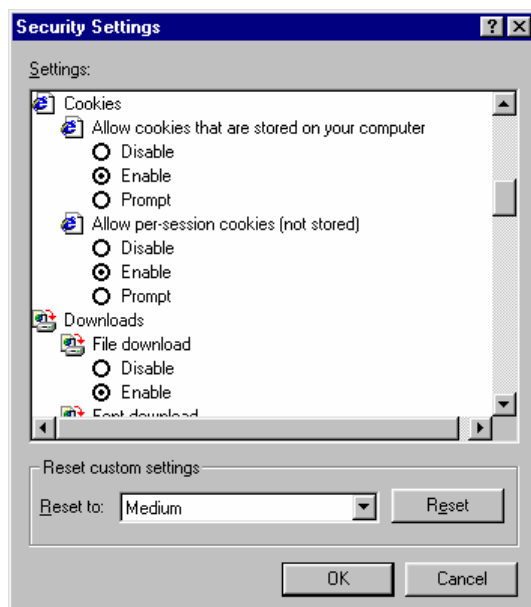 Security Settings
Settings:
Cookies
Allow cookies that are stored on your computer
Disable
Enable
Prompt
Allow per-session cookies (not stored)
Disable
Enable
Prompt
Downloads
File download
Disable
Enable
Font download
Reset custom settings
Reset to: Medium Reset
OK Cancel